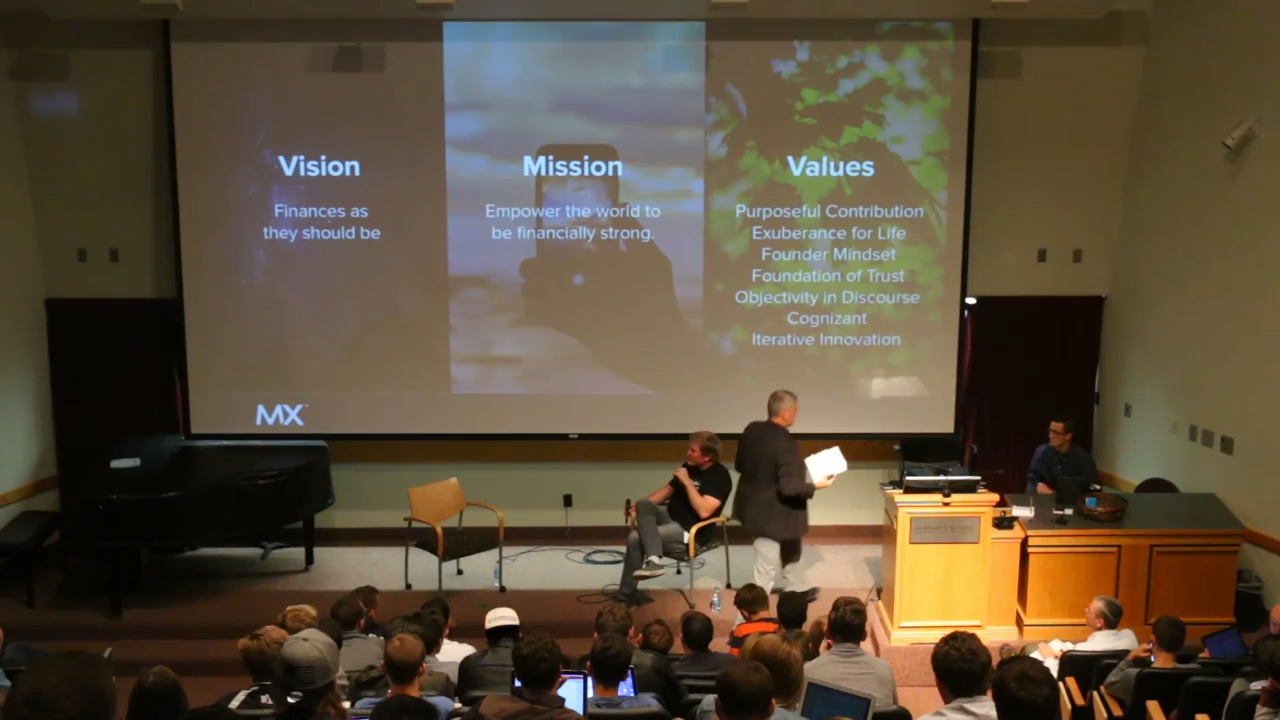 Vision
Finances as
they should be
Mission
Empower the world to
be financially strong.
Values
Purposeful Contribution
Exuberance for Life
Founder Mindset
Foundation of Trust
Objectivity in Discourse
Cognizant
Iterative Innovation
MX